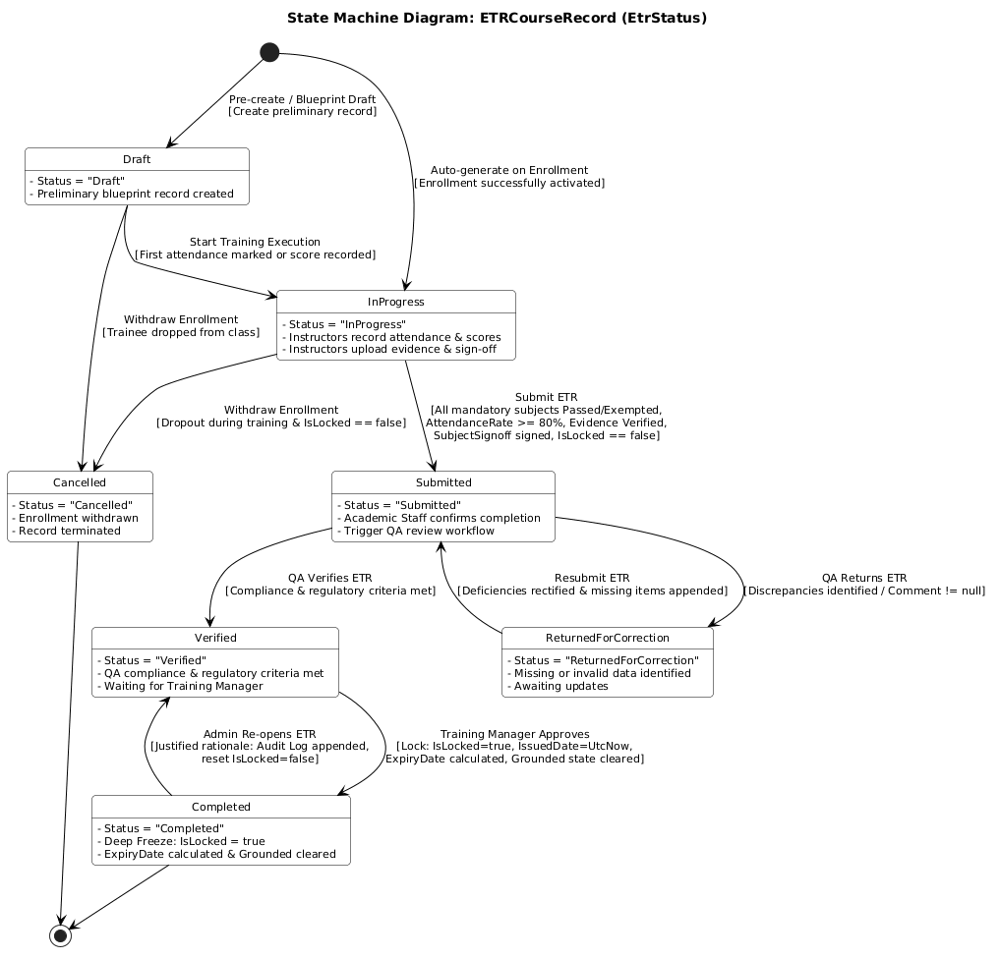 State Machine Diagram: ETRCourseRecord (EtrStatus)
Pre-create / Blueprint Draft
[Create preliminary record]
Draft
- Status = "Draft"
- Preliminary blueprint record created
Auto-generate on Enrollment
[Enrollment successfully activated]
Start Training Execution
[First attendance marked or score recorded]
InProgress
- Status = "InProgress"
- Instructors record attendance & scores
- Instructors upload evidence & sign-off
Withdraw Enrollment
[Trainee dropped from class]
Withdraw Enrollment
[Dropout during training & IsLocked == false]
Submit ETR
[All mandatory subjects Passed/Exempted,
AttendanceRate >= 80%, Evidence Verified,
SubjectSignoff signed, IsLocked == false]
Cancelled
- Status = "Cancelled"
- Enrollment withdrawn
- Record terminated
Submitted
- Status = "Submitted"
- Academic Staff confirms completion
- Trigger QA review workflow
QA Verifies ETR
[Compliance & regulatory criteria met]
Resubmit ETR
[Deficiencies rectified & missing items appended]
QA Returns ETR
[Discrepancies identified / Comment != null]
Verified
- Status = "Verified"
- QA compliance & regulatory criteria met
- Waiting for Training Manager
ReturnedForCorrection
- Status = "ReturnedForCorrection"
- Missing or invalid data identified
- Awaiting updates
Admin Re-opens ETR
[Justified rationale: Audit Log appended,
reset IsLocked=false]
Training Manager Approves
[Lock: IsLocked=true, IssuedDate=UtcNow,
ExpiryDate calculated, Grounded state cleared]
Completed
- Status = "Completed"
- Deep Freeze: IsLocked = true
- ExpiryDate calculated & Grounded cleared